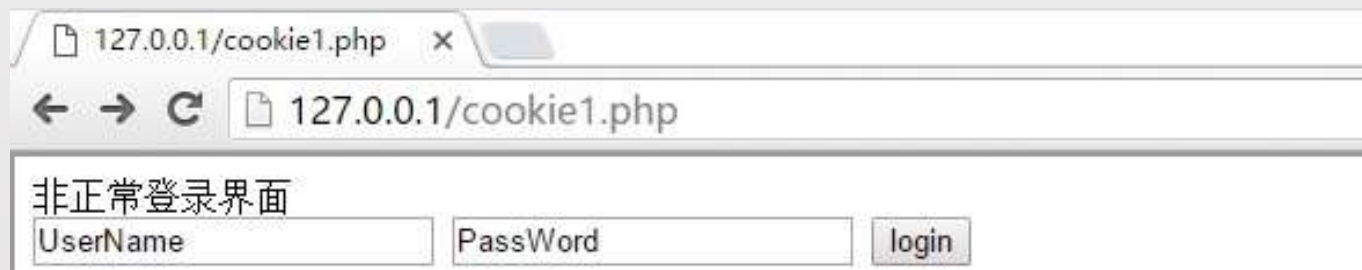 127.0.0.1/cookie1.php ×
127.0.0.1/cookie1.php
非正常登录界面
UserName PassWord login